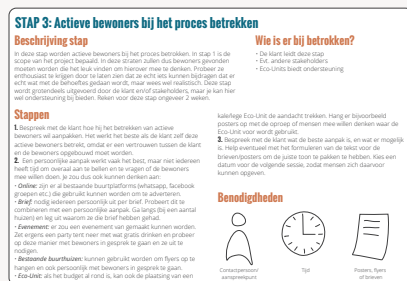 STAP 3: Actieve bewoners bij het proces betrekken
Beschrijving stap
In deze stap worden actieve bewoners bij het proces betrokken. In stap 1 is de
scope van het project bepaald. In deze straten zullen dus bewoners gevonden
moeten worden die het leuk vinden om hierover mee te denken. Probeer ze
enthousiast te krijgen door te laten zien dat ze echt iets kunnen bijdragen dat er
echt wat met de behoeftes gedaan wordt, maar wees wel realistisch. Deze stap
wordt grotendeels uitgevoerd door de klant en/of stakeholders, maar je kan hier
wel ondersteuning bij bieden. Reken voor deze stap ongeveer 2 weken.
Wie is er bij betrokken?
• De klant leidt deze stap
• Evt. andere stakeholders
• Eco-Units biedt ondersteuning
Stappen
1. Bespreek met de klant hoe hij het betrekken van actieve
bewoners wil aanpakken. Het werkt het beste als de klant zelf deze
actieve bewoners betrekt, omdat er een vertrouwen tussen de klant
en de bewoners opgebouwd moet worden.
2. Een persoonlijke aanpak werkt vaak het best, maar niet iedereen
heeft tijd om overal aan te bellen en te vragen of de bewoners
mee willen doen. Je zou dus ook kunnen denken aan:
• Online: zijn er al bestaande buurtplatforms (whatsapp, facebook
groepen etc.) die gebruikt kunnen worden om te adverteren.
• Brief: nodig iedereen persoonlijk uit per brief. Probeert dit te
combineren met een persoonlijke aanpak. Ga langs (bij een aantal
huizen) en leg uit waarom ze die brief hebben gehad.
• Evenement: er zou een evenement van gemaakt kunnen worden.
Zet ergens een party tent neer met wat gratis drinken en probeer
op deze manier met bewoners in gesprek te gaan en ze uit te
nodigen.
• Bestaande buurthuizen: kunnen gebruikt worden om flyers op te
hangen en ook persoonlijk met bewoners in gesprek te gaan.
• Eco-Unit: als het budget al rond is, kan ook de plaatsing van een
kale/lege Eco-Unit de aandacht trekken. Hang er bijvoorbeeld
posters op met de oproep of mensen mee willen denken waar de
Eco-Unit voor wordt gebruikt.
3. Bespreek met de klant wat de beste aanpak is, en wat er mogelijk
is. Help eventueel met het formuleren van de tekst voor de
brieven/posters om de juiste toon te pakken te hebben. Kies een
datum voor de volgende sessie, zodat mensen zich daarvoor
kunnen opgeven.
Benodigdheden
Contactpersoon/
aanspreekpunt
Tijd
Posters, flyers
of brieven